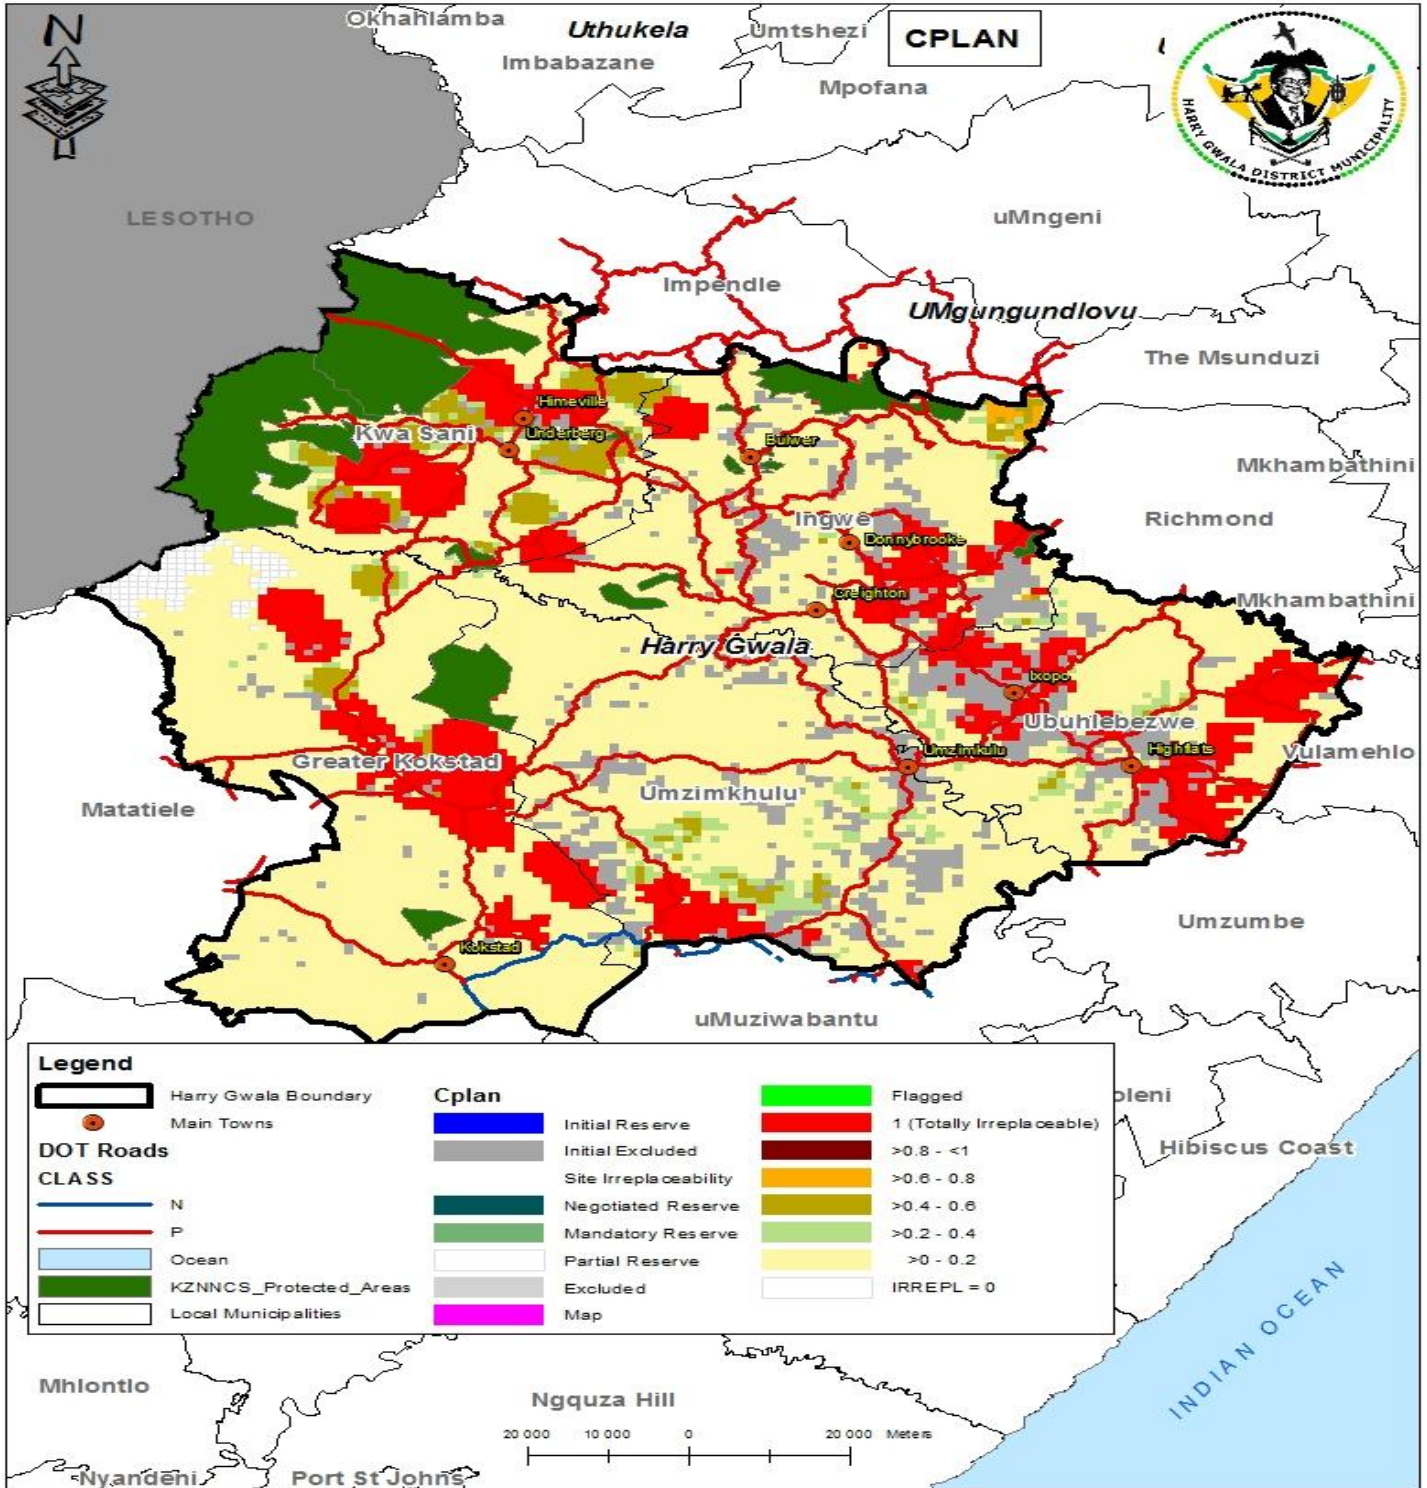 N
Okhahlamba
Uthukela
Umtshezi
CPLAN
Imbabazane
Mpofana
HARRY GWALA DISTRICT MUNICIPALITY
LESOTHO
uMngeni
Impendle
UMgungundlovu
The Msunduzi
Himeville
Kwa Sani
Underberg
Bulwer
Mkhambathini
Ingwe
Richmond
Donnybrooke
Creighton
Mkhambathini
Harry Gwala
Ixopo
Ubuhlebezwe
Umzimkulu
Highflats
Vulamehlo
Greater Kokstad
Umzimkhulu
Matatiele
Umzumbe
Kokstad
uMuziwabantu
Legend
Harry Gwala Boundary
Main Towns
DOT Roads
CLASS
N
P
Ocean
KZNNCS_Protected_Areas
Local Municipalities
Cplan
Initial Reserve
Initial Excluded
Site Irreplaceability
Negotiated Reserve
Mandatory Reserve
Partial Reserve
Excluded
Map
Flagged
1 (Totally Irreplaceable)
>0.8 - <1
>0.6 - 0.8
>0.4 - 0.6
>0.2 - 0.4
>0 - 0.2
IRREPL = 0
oleni
Hibiscus Coast
INDIAN OCEAN
Mhlontlo
Ngquza Hill
20 000 10 000 0 20 000 Meters
Nyandeni
Port St Johns